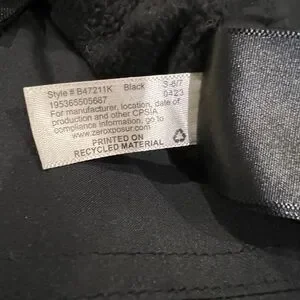 Style # B47211K Black S-6/7
195365505687 0423
For manufacturer, location, date of
production and other CPSIA
compliance information, go to
www.zeroxposur.com
PRINTED ON
RECYCLED MATERIAL